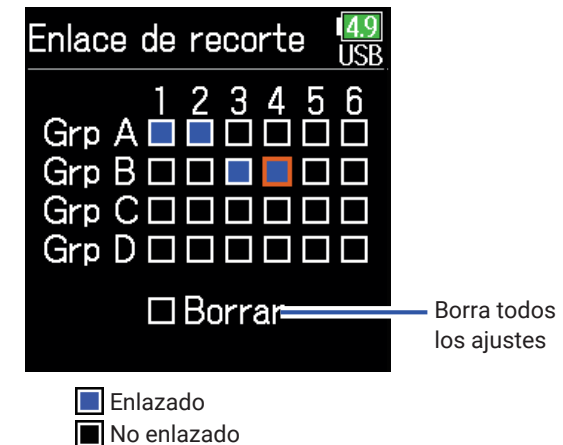 Enlace de recorte 4.9
USB
1 2 3 4 5 6
Grp A
Grp B
Grp C
Grp D
Borrar
Borra todos
los ajustes
Enlazado
No enlazado